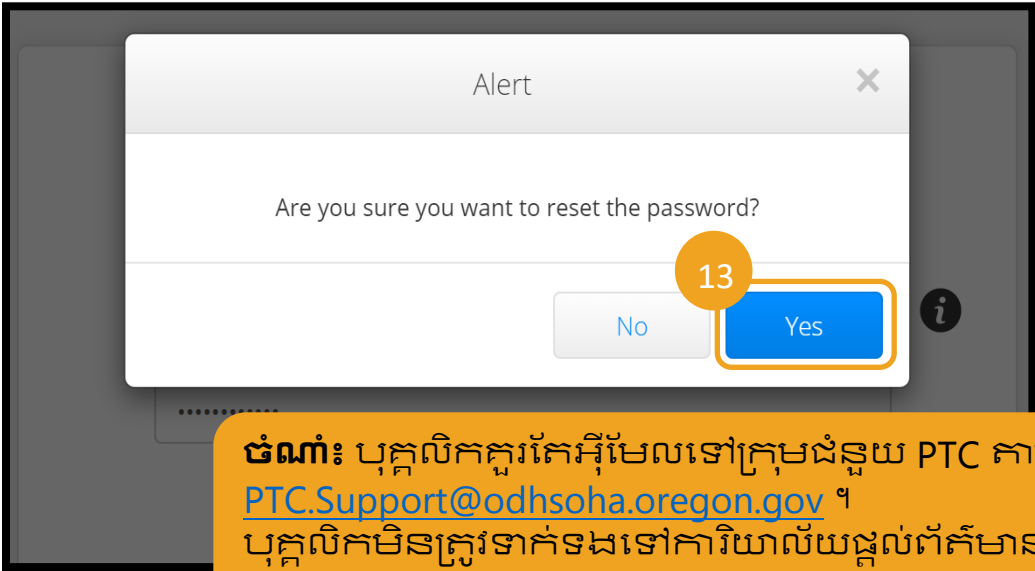 Alert
×
Are you sure you want to reset the password?
13
No
Yes
i
••••••••••••
ចំណាំ៖ បុគ្គលិកគួរតែអ៊ីមែលទៅក្រុមជំនួយ PTC តា
PTC.Support@odhsoha.oregon.gov ។
បុគ្គលិកមិនត្រូវទាក់ទងទៅការិយាល័យផ្តល់ព័ត៌មាន